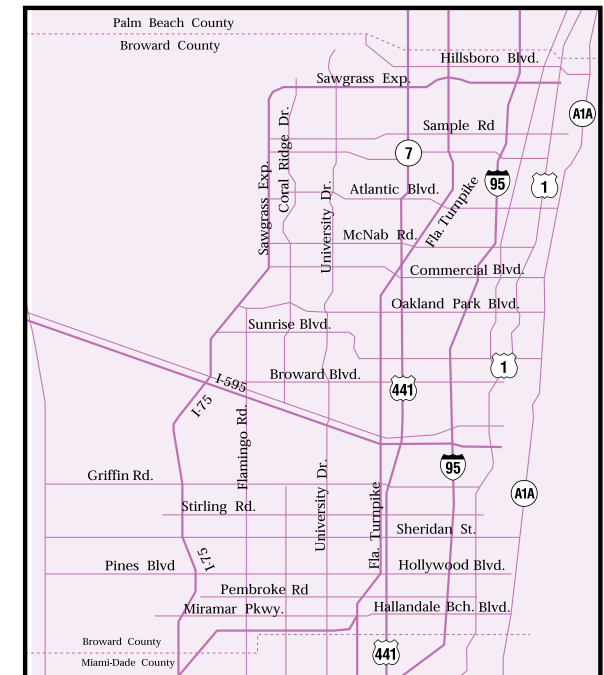 Palm Beach County
Broward County
Hillsboro Blvd.
Sawgrass Exp.
A1A
Coral Ridge Dr.
Sample Rd
7
95
1
Atlantic Blvd.
Sawgrass Exp.
University Dr.
Fla. Turnpike
McNab Rd.
Commercial Blvd.
Oakland Park Blvd.
Sunrise Blvd.
1
Broward Blvd.
I-595
441
I-75
Flamingo Rd.
95
Griffin Rd.
A1A
University Dr.
Fla. Turnpike
Stirling Rd.
Sheridan St.
I-75
Pines Blvd
Hollywood Blvd.
Pembroke Rd
Miramar Pkwy.
Hallandale Bch. Blvd.
Broward County
441
Miami-Dade County